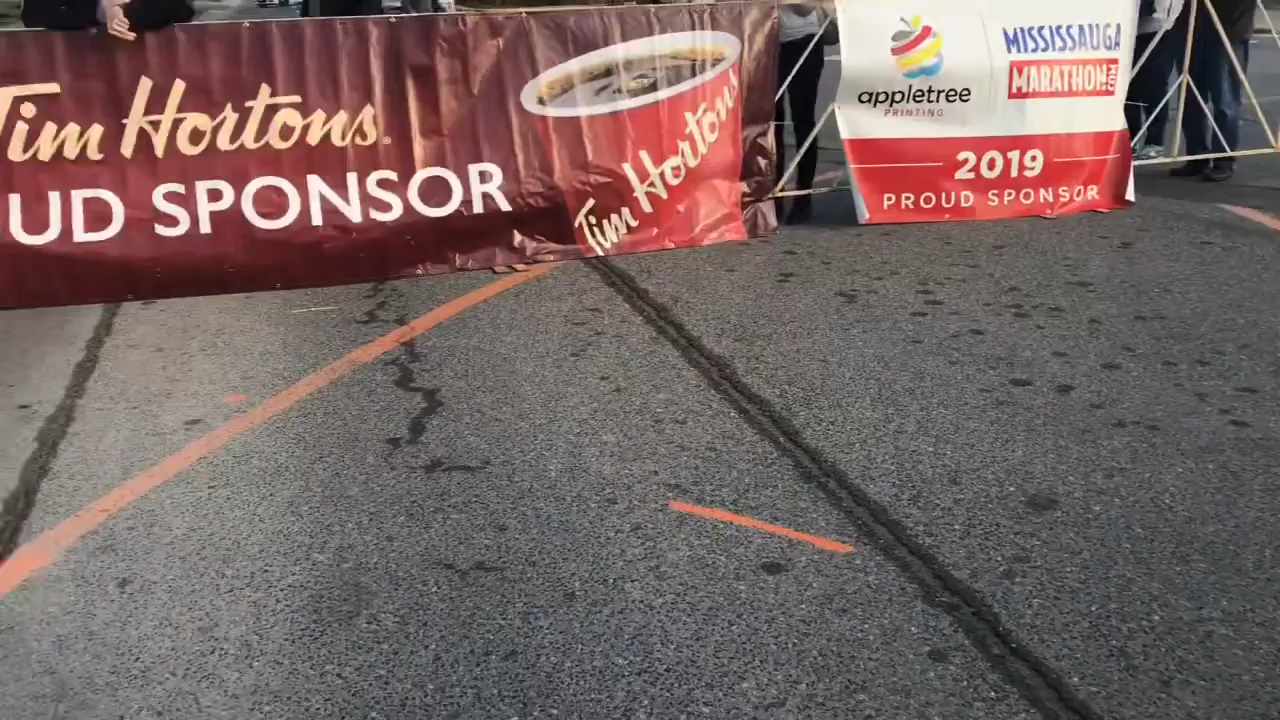 Tim Hortons.
UD SPONSOR
Tim Hortons
appletree
PRINTING
MISSISSAUGA
MARATHON
2019
PROUD SPONSOR